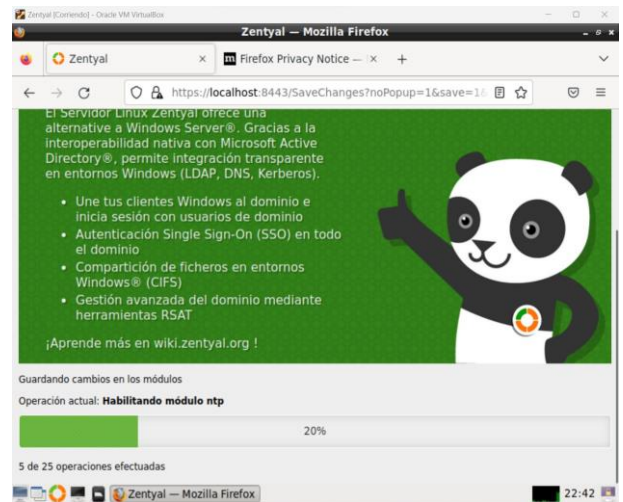 Zentyal [Corriendo] - Oracle VM VirtualBox
Zentyal — Mozilla Firefox
Zentyal
Firefox Privacy Notice —
https://localhost:8443/SaveChanges?noPopup=1&save=1
El Servidor Linux Zentyal ofrece una
alternative a Windows Server®. Gracias a la
interoperabilidad nativa con Microsoft Active
Directory®, permite integración transparente
en entornos Windows (LDAP, DNS, Kerberos).
• Une tus clientes Windows al dominio e
inicia sesión con usuarios de dominio
• Autenticación Single Sign-On (SSO) en todo
el dominio
• Compartición de ficheros en entornos
Windows® (CIFS)
• Gestión avanzada del dominio mediante
herramientas RSAT
¡Aprende más en wiki.zentyal.org !
Guardando cambios en los módulos
Operación actual: Habilitando módulo ntp
20%
5 de 25 operaciones efectuadas
Zentyal — Mozilla Firefox
22:42